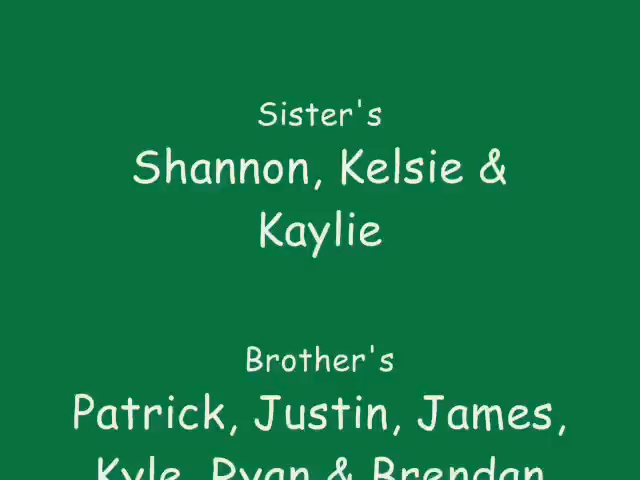 Sister's
Shannon, Kelsie &
Kaylie
Brother's
Patrick, Justin, James,
Kyle, Ryan & Brendan